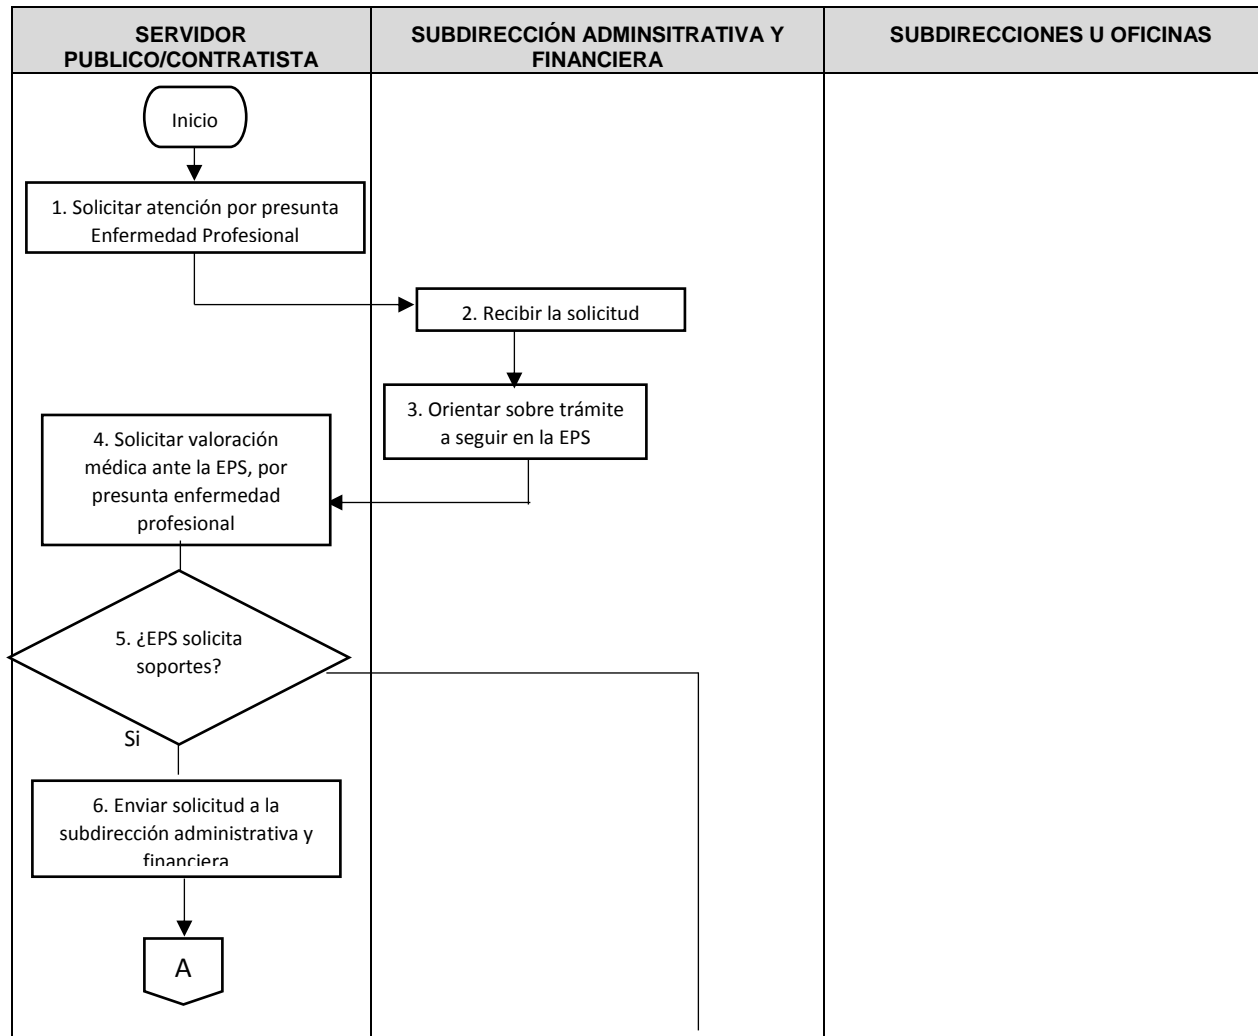 SERVIDOR
PUBLICO/CONTRATISTA
SUBDIRECCIÓN ADMINSITRATIVA Y
FINANCIERA
SUBDIRECCIONES U OFICINAS
Inicio
1. Solicitar atención por presunta
Enfermedad Profesional
2. Recibir la solicitud
3. Orientar sobre trámite
a seguir en la EPS
4. Solicitar valoración
médica ante la EPS, por
presunta enfermedad
profesional
5. ¿EPS solicita
soportes?
Si
6. Enviar solicitud a la
subdirección administrativa y
financiera
A